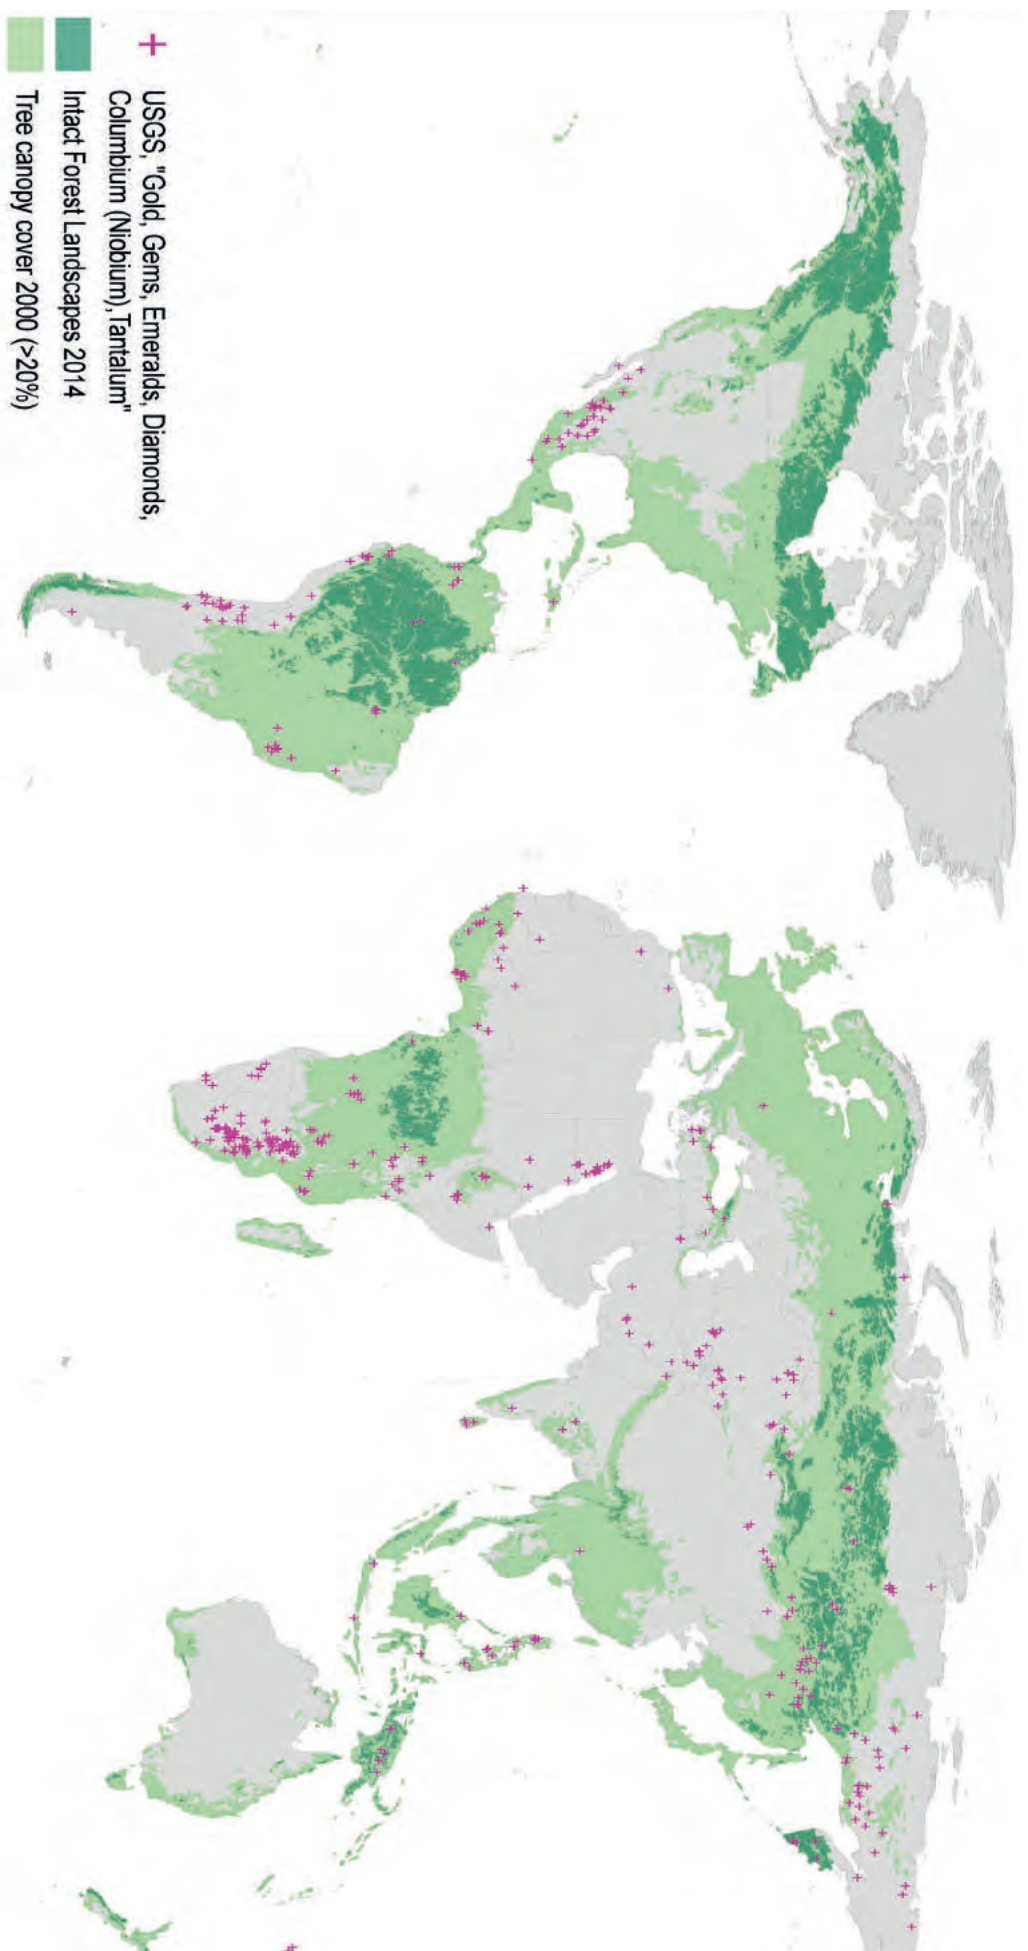 USGS, "Gold, Gems, Emeralds, Diamonds,
Columbium (Niobium),Tantalum"
Intact Forest Landscapes 2014
Tree canopy cover 2000 (>20%)